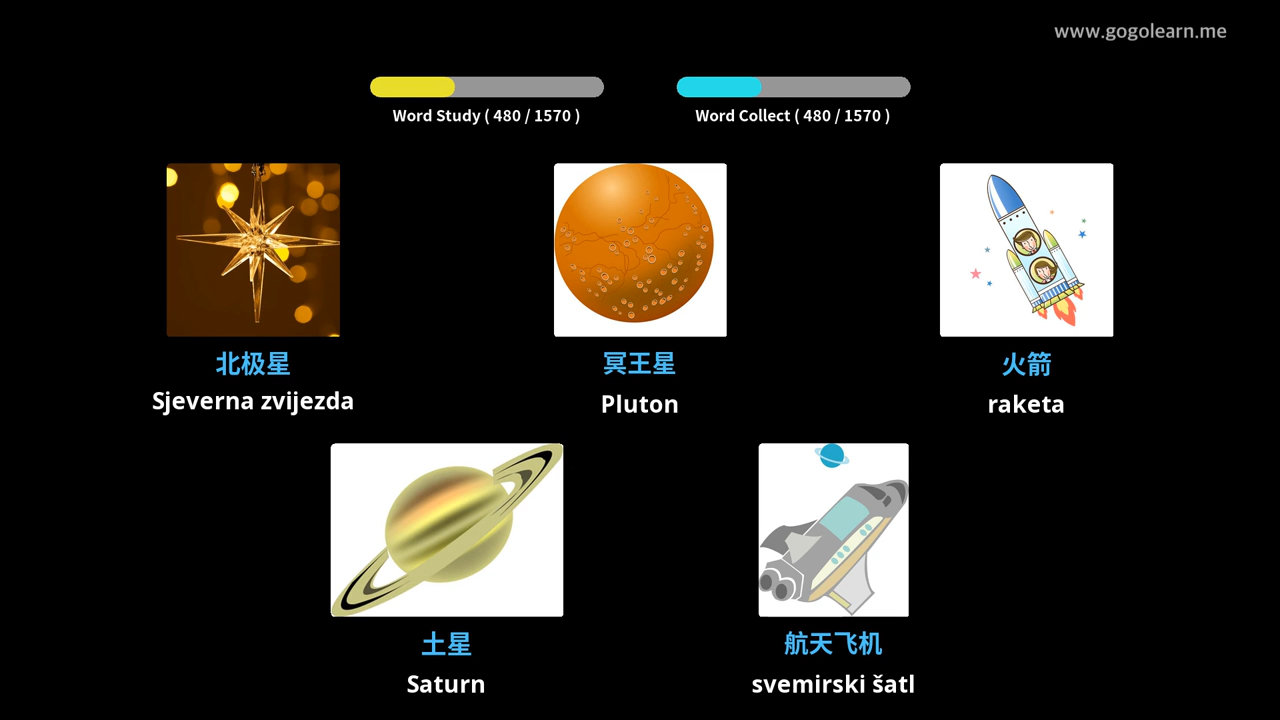 www.gogolearn.me
Word Study ( 480 / 1570 )
Word Collect ( 480 / 1570 )
北极星
冥王星
火箭
Sjeverna zvijezda
Pluton
raketa
土星
航天飞机
Saturn
svemirski šatl